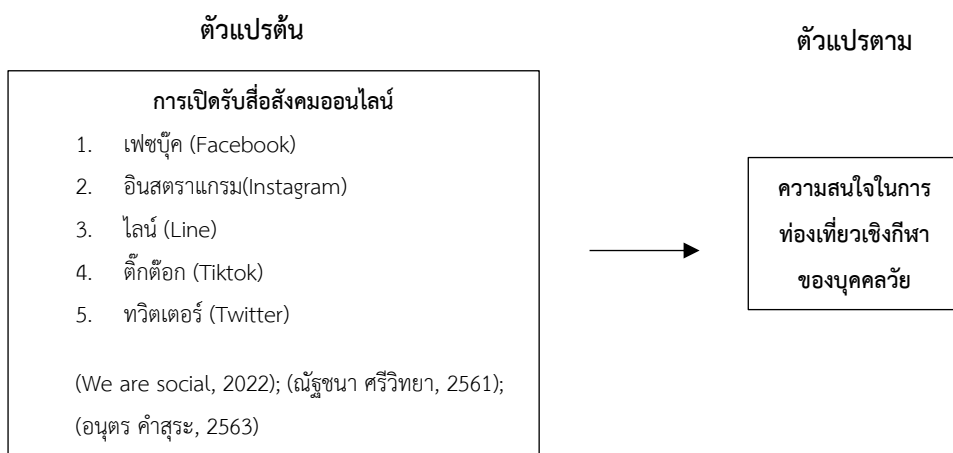 ตัวแปรต้น
การเปิดรับสื่อสังคมออนไลน์
1. เฟซบุ๊ค (Facebook)
2. อินสตราแกรม(Instagram)
3. ไลน์ (Line)
4. ติ๊กต๊อก (Tiktok)
5. ทวิตเตอร์ (Twitter)
(We are social, 2022); (ณัฐชนา ศรีวิทยา, 2561);
(อนุตร คำสุระ, 2563)
ตัวแปรตาม
ความสนใจในการ
ท่องเที่ยวเชิงกีฬา
ของบุคคลวัย